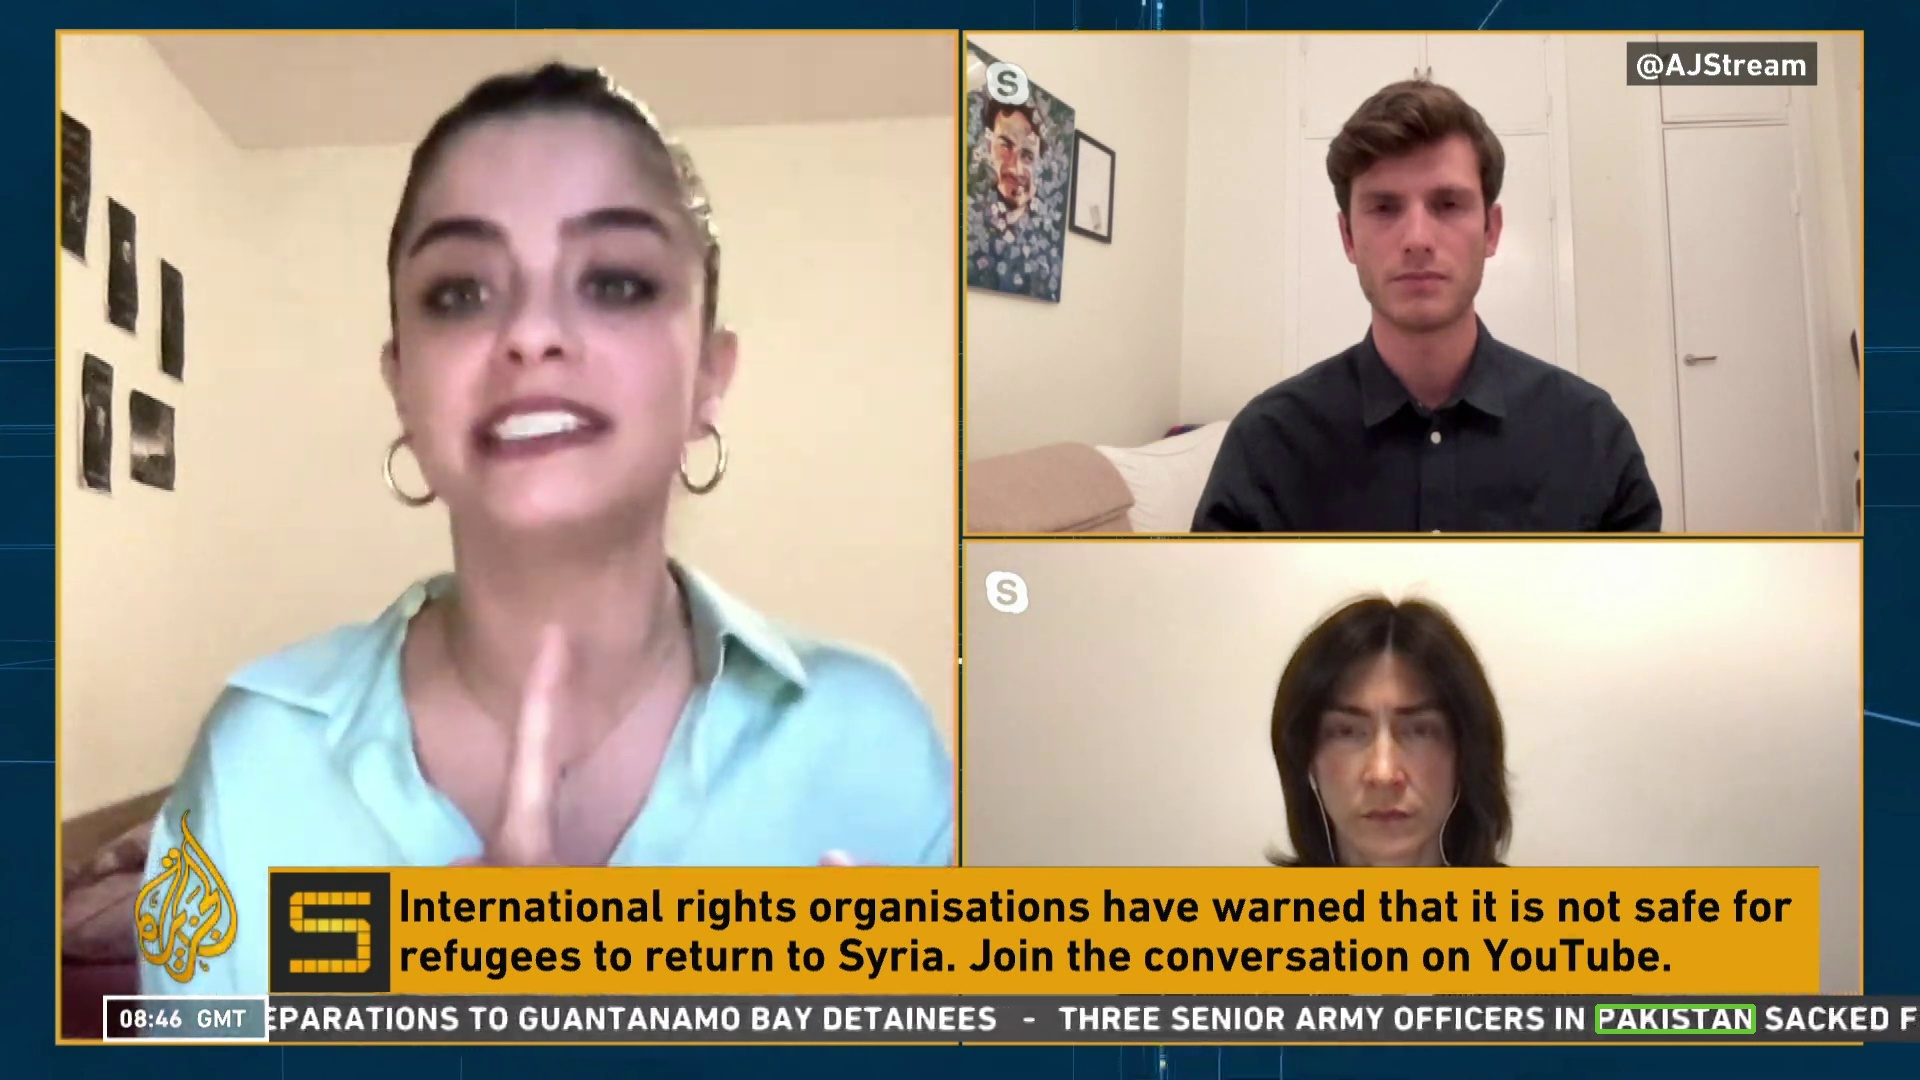 @AJStream
International rights organisations have warned that it is not safe for
refugees to return to Syria. Join the conversation on YouTube.
08:46 GMT
EPARATIONS TO GUANTANAMO BAY DETAINEES - THREE SENIOR ARMY OFFICERS IN PAKISTAN SACKED F